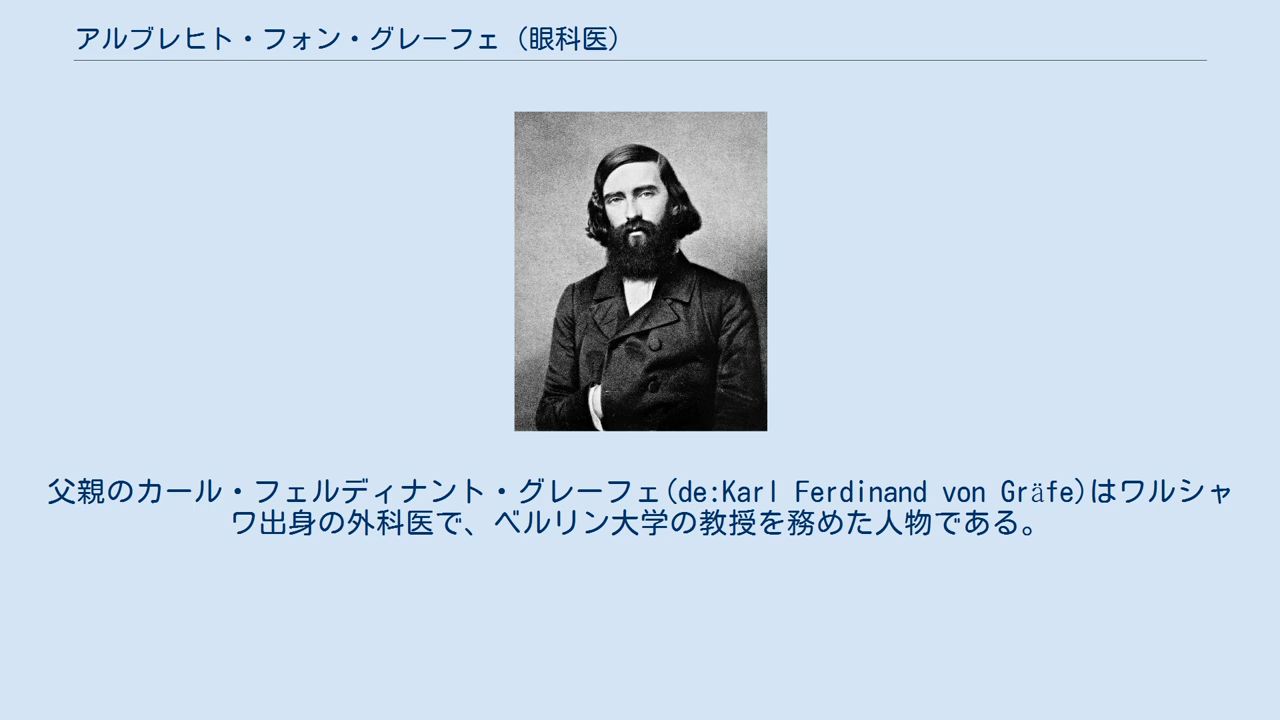 アルブレヒト・フォン・グレーフェ（眼科医）
父親のカール・フェルディナント・グレーフェ(de:Karl Ferdinand von Gräfe)はワルシャ
ワ出身の外科医で、ベルリン大学の教授を務めた人物である。